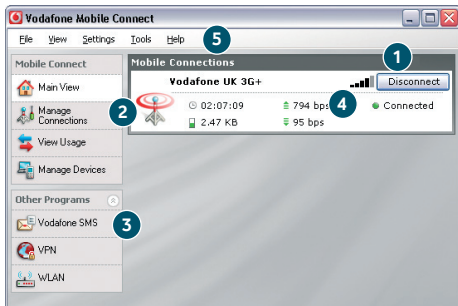 Vodafone Mobile Connect
File View Settings Tools Help 5
1
Mobile Connect
Mobile Connections
Main View
Vodafone UK 3G+ Disconnect
Manage Connections
2
02:07:09 794 bps 4 Connected
2.47 KB 95 bps
View Usage
Manage Devices
Other Programs
Vodafone SMS 3
VPN
WLAN